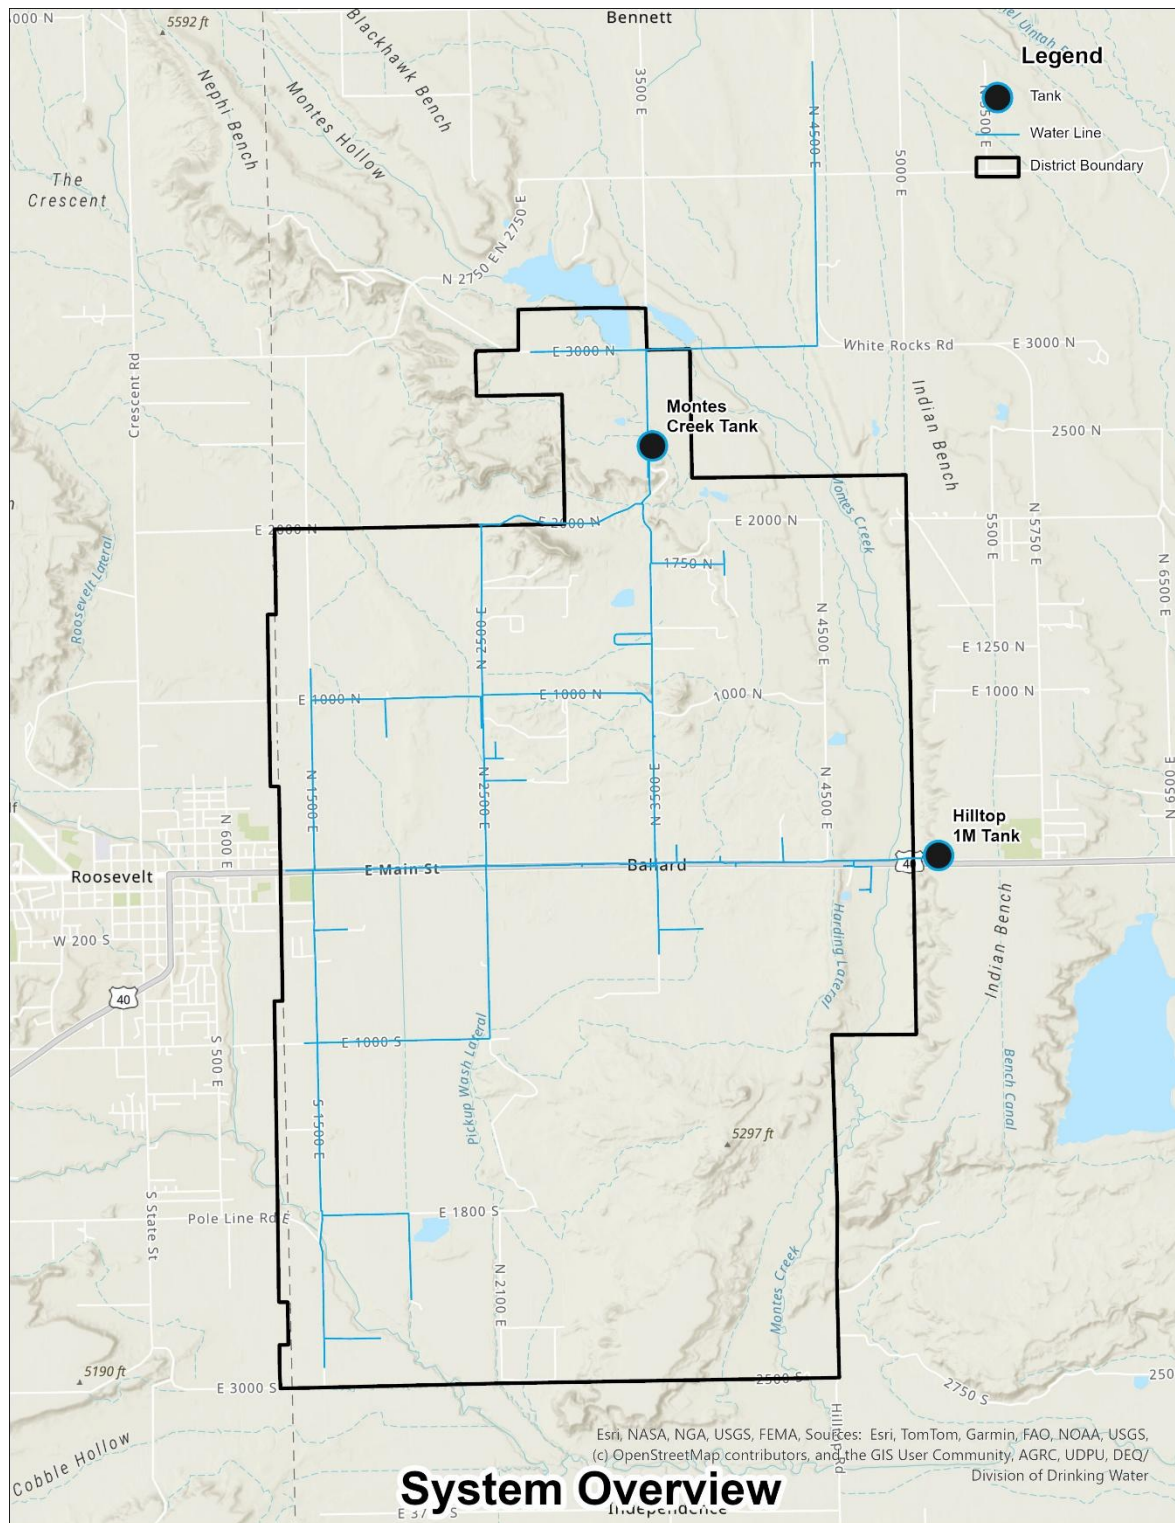 000 N
5592 ft
Blackhawk Bench
Bennett
Legend
Nephi Bench
Montes Hollow
3500 E
N 4500 E
Tank
Water Line
5000 E
District Boundary
The
Crescent
N 2750 E
N 2750 E
Crescent Rd
E 3000 N
White Rocks Rd
E 3000 N
Indian Bench
Montes
Creek Tank
2500 N
Montes Creek
E 2000 N
E 2000 N
E 2000 N
5500 E
N 5750 E
Roosevelt Lateral
1750 N
N 6500 E
N 2500 E
N 4500 E
E 1250 N
E 1000 N
E 1000 N
1000 N
E 1000 N
N 1500 E
N 2500 E
N 3500 E
N 4500 E
N 6500 E
N 600 E
Hilltop
1M Tank
Roosevelt
E Main St
Ballard
40
W 200 S
Harding Lateral
Indian Bench
40
S 500 E
E 1000 S
Pickup Wash Lateral
Bench Canal
S 1500 E
5297 ft
S State St
Pole Line Rd E
E 1800 S
N 2100 E
Montes Creek
5190 ft
E 3000 S
2500 S
2750 S
250
Cobble Hollow
Esri, NASA, NGA, USGS, FEMA, Sources: Esri, TomTom, Garmin, FAO, NOAA, USGS,
(c) OpenStreetMap contributors, and the GIS User Community, AGRC, UDPU, DEQ/
Division of Drinking Water
System Overview
Independence